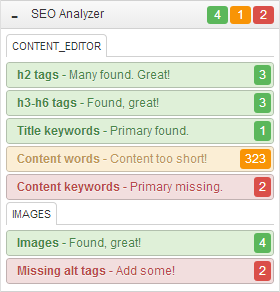 - SEO Analyzer 4 1 2
CONTENT_EDITOR
h2 tags - Many found. Great! 3
h3-h6 tags - Found, great! 3
Title keywords - Primary found. 1
Content words - Content too short! 323
Content keywords - Primary missing. 2
IMAGES
Images - Found, great! 4
Missing alt tags - Add some! 2